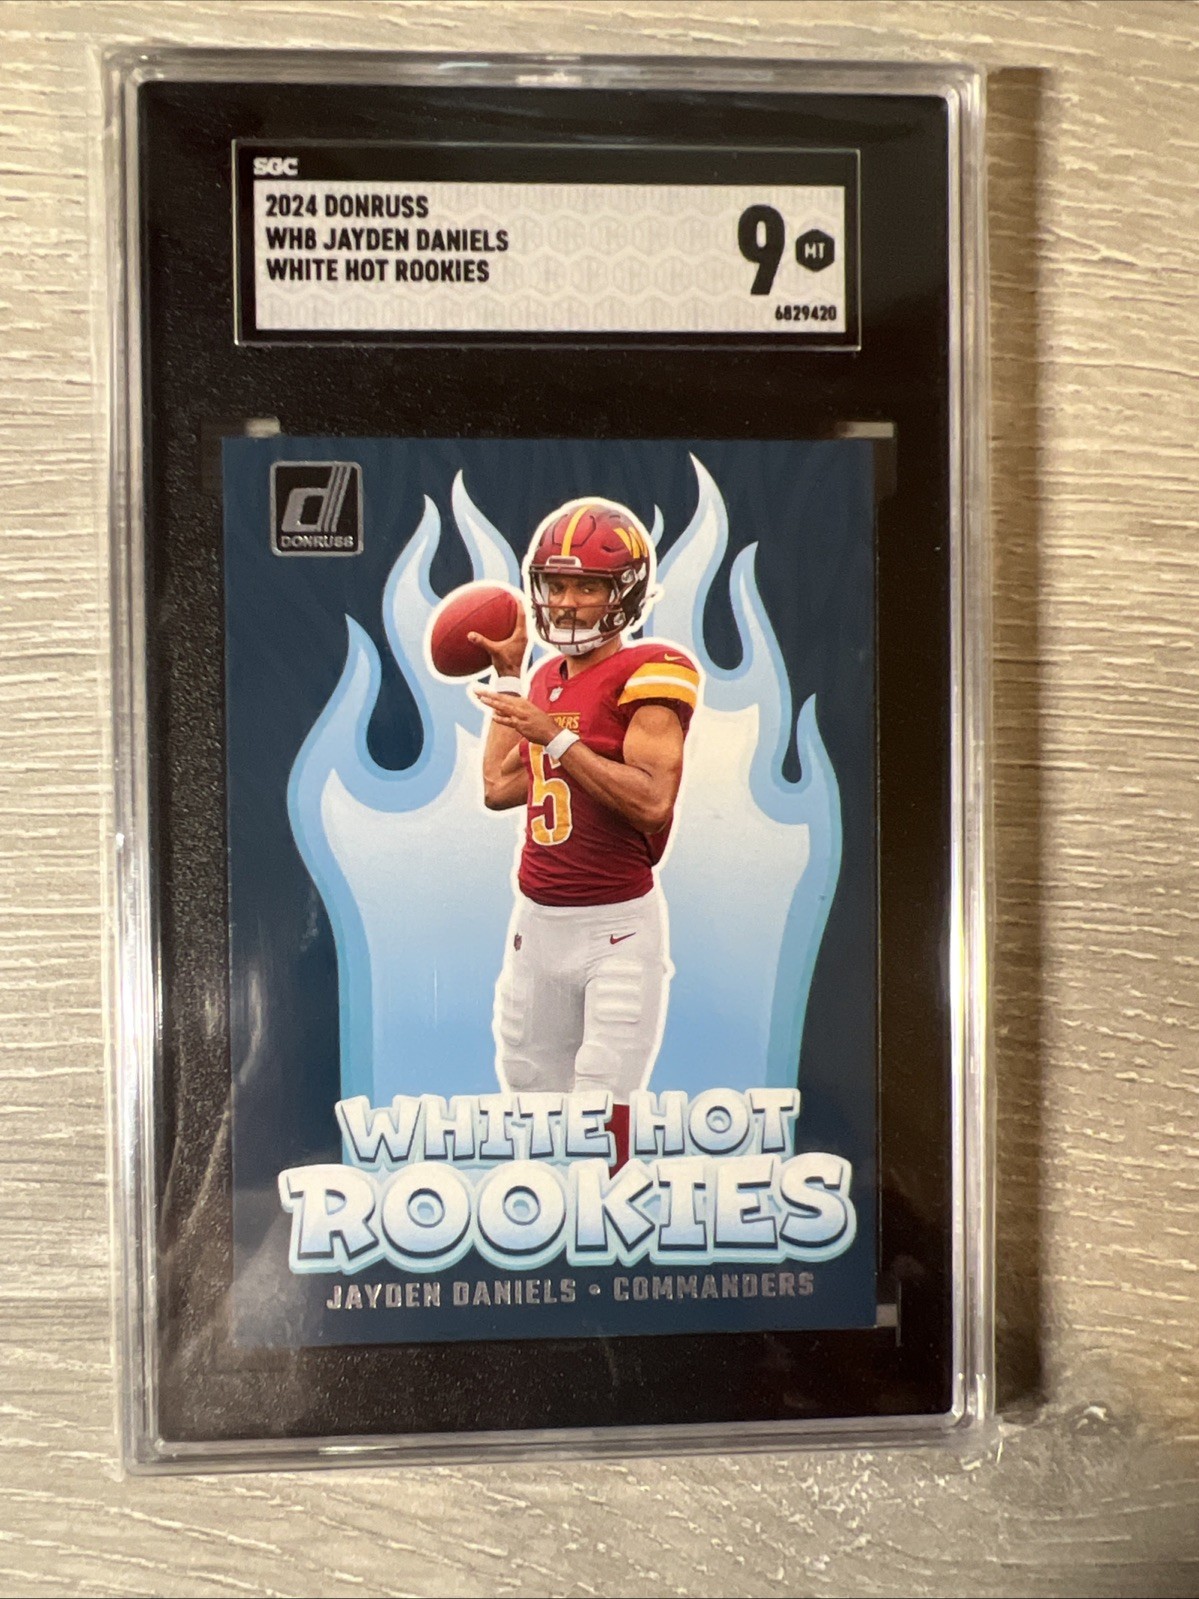 SGC
2024 DONRUSS
WH8 JAYDEN DANIELS
WHITE HOT ROOKIES
9 MT
6829420
DONRUSS
5
WHITE HOT
ROOKIES
JAYDEN DANIELS • COMMANDERS